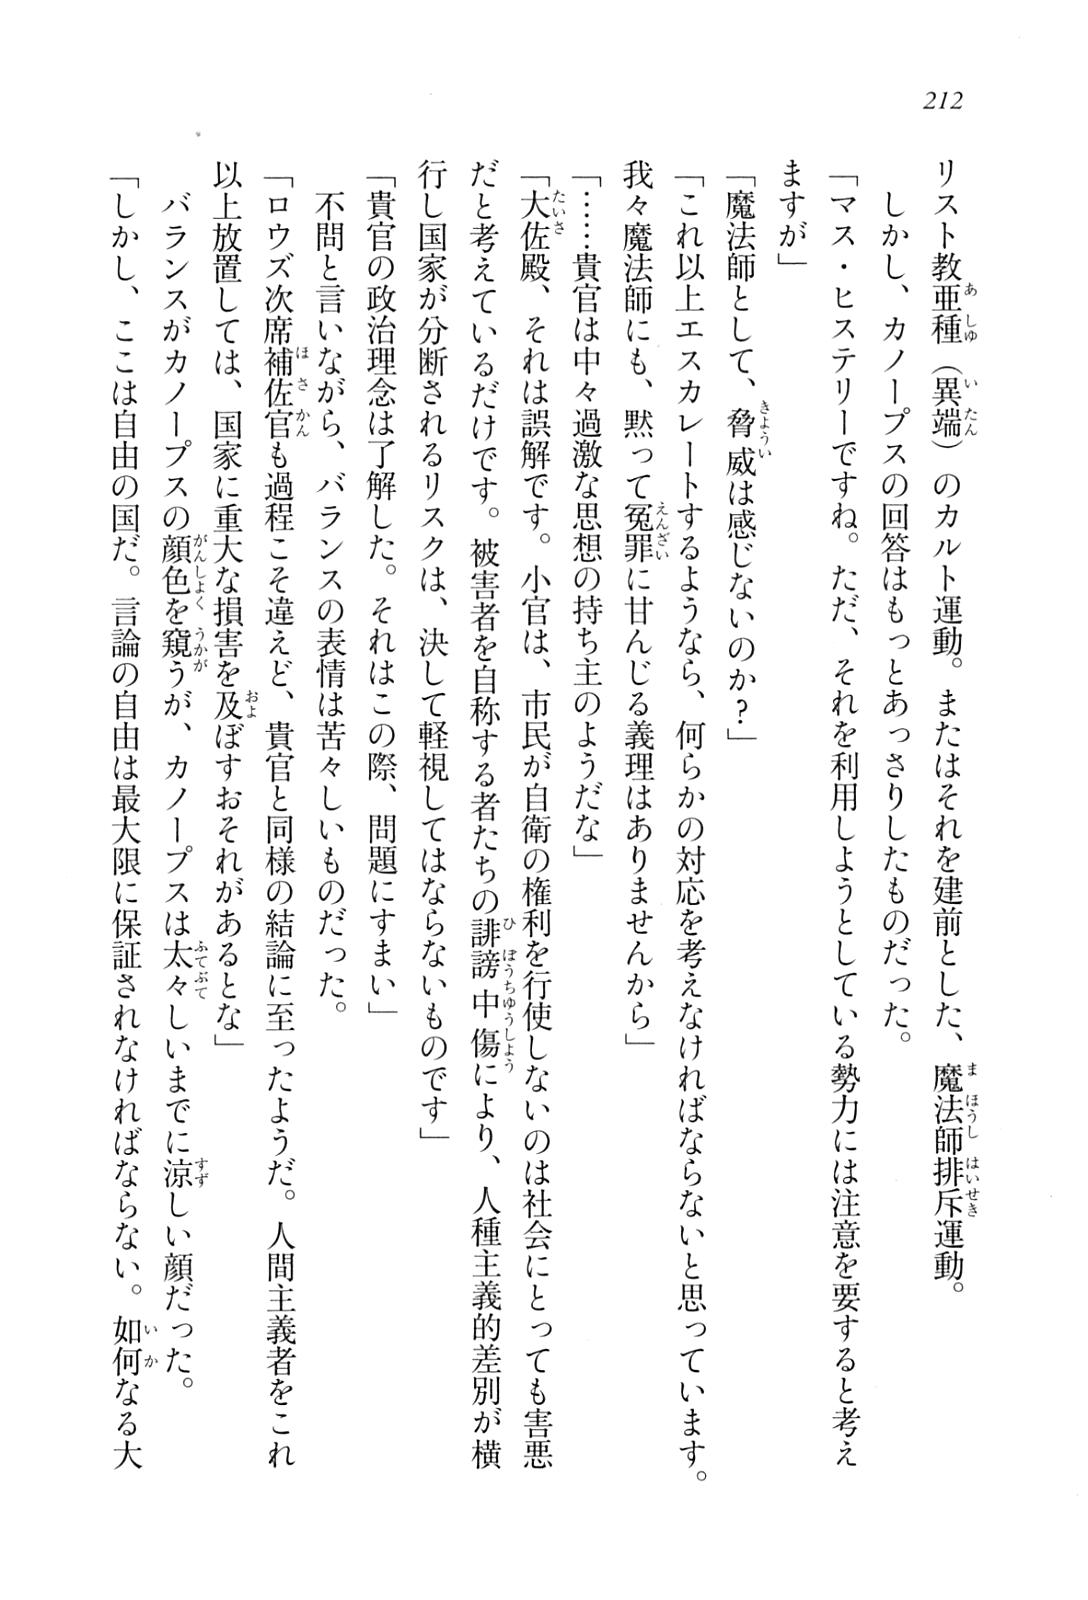 212
リスト教亜種（異端）のカルト運動。またはそれを建前とした、魔法師排斥運動。
しかし、カノープスの回答はもっとあっさりしたものだった。
「マス・ヒステリーですね。ただ、それを利用しようとしている勢力には注意を要すると考え
ますが」
「魔法師として、脅威は感じないのか？」
「これ以上エスカレートするようなら、何らかの対応を考えなければならないと思っています。
我々魔法師にも、黙って冤罪に甘んじる義理はありませんから」
「……貴官は中々過激な思想の持ち主のようだな」
「大佐殿、それは誤解です。小官は、市民が自衛の権利を行使しないのは社会にとっても害悪
だと考えているだけです。被害者を自称する者たちの誹謗中傷により、人種主義的差別が横
行し国家が分断されるリスクは、決して軽視してはならないものです」
「貴官の政治理念は了解した。それはこの際、問題にすまい」
不問と言いながら、バランスの表情は苦々しいものだった。
「ロウズ次席補佐官も過程こそ違えど、貴官と同様の結論に至ったようだ。人間主義者をこれ
以上放置しては、国家に重大な損害を及ぼすおそれがあるとな」
バランスがカノープスの顔色を窺うが、カノープスは太々しいまでに涼しい顔だった。
「しかし、ここは自由の国だ。言論の自由は最大限に保証されなければならない。如何なる大